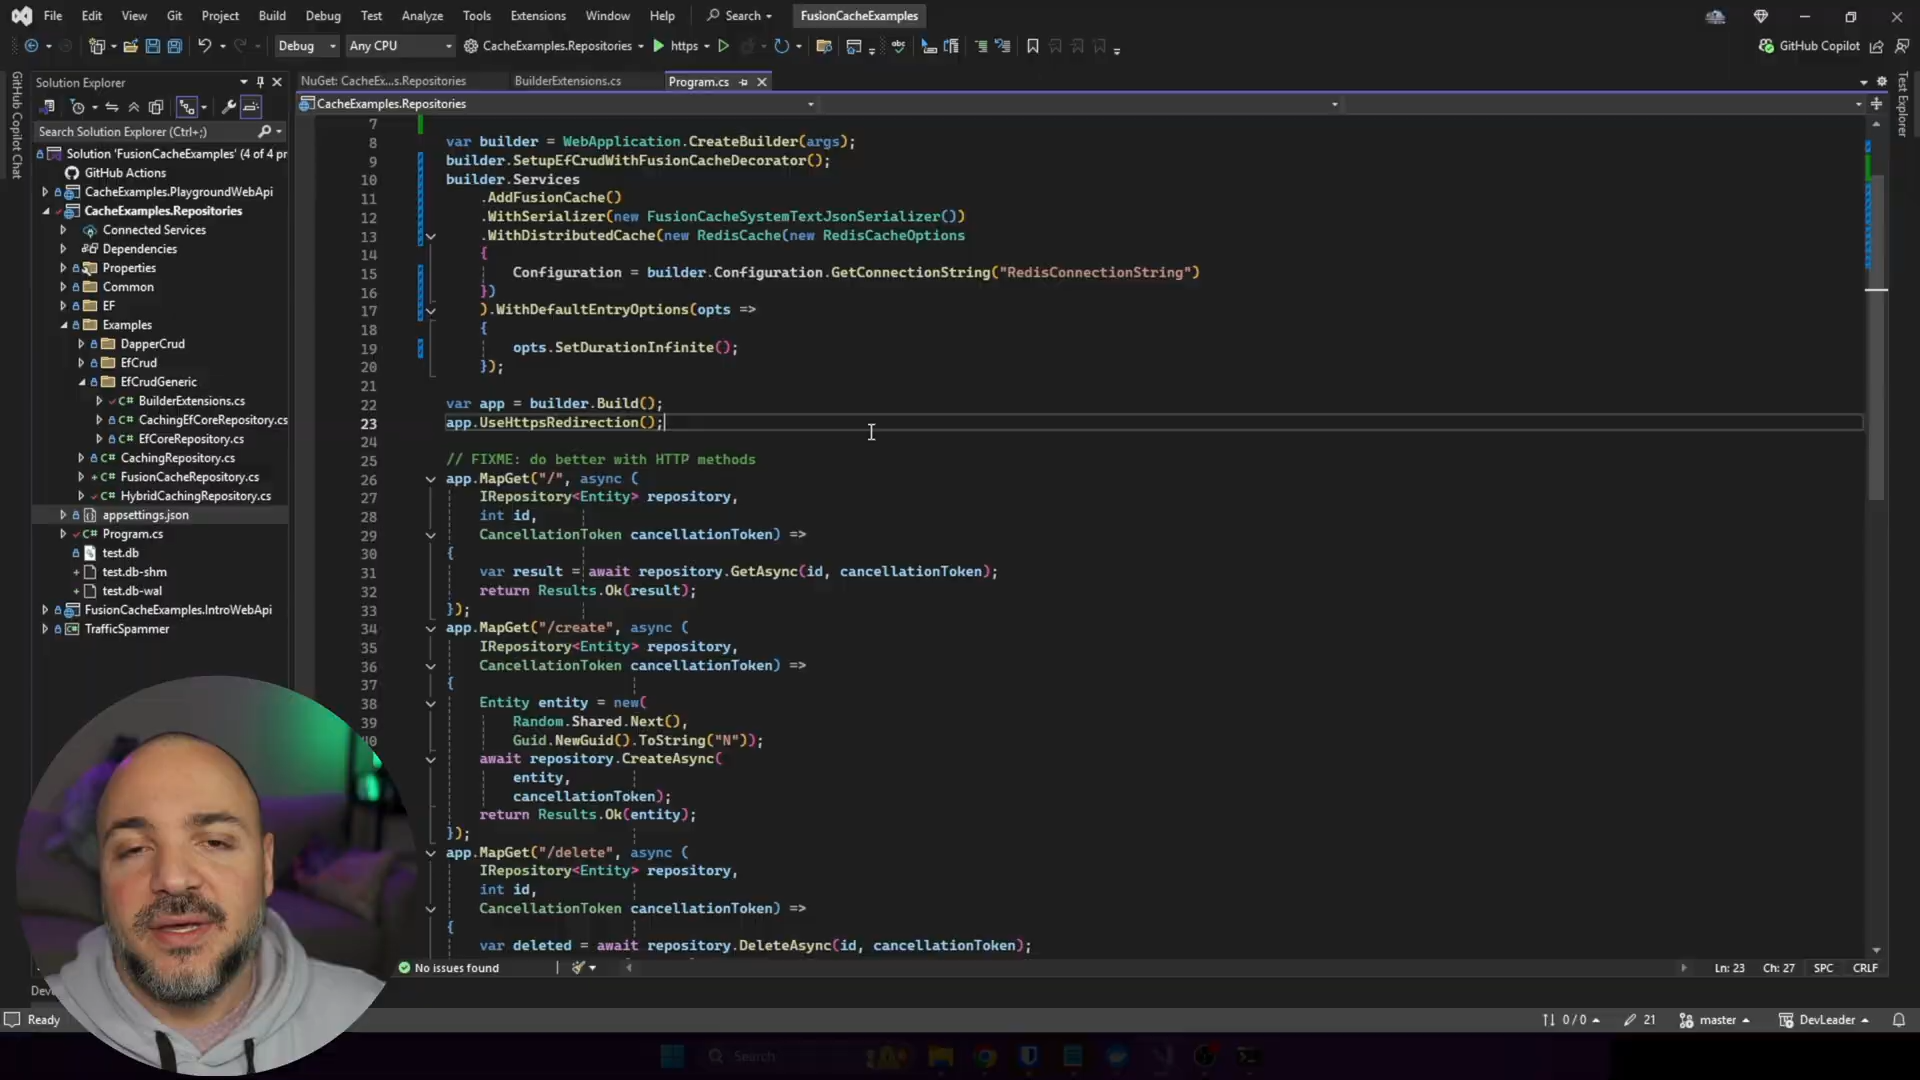 File Edit View Git Project Build Debug Test Analyze Tools Extensions Window Help Search FusionCacheExamples
Debug Any CPU CacheExamples.Repositories https GitHub Copilot
GitHub Copilot Chat
Solution Explorer
Search Solution Explorer (Ctrl+;)
Solution 'FusionCacheExamples' (4 of 4 pr
GitHub Actions
CacheExamples.PlaygroundWebApi
CacheExamples.Repositories
Connected Services
Dependencies
Properties
Common
EF
Examples
DapperCrud
EfCrud
EfCrudGeneric
BuilderExtensions.cs
CachingEfCoreRepository.cs
EfCoreRepository.cs
CachingRepository.cs
FusionCacheRepository.cs
HybridCachingRepository.cs
appsettings.json
Program.cs
test.db
test.db-shm
test.db-wal
FusionCacheExamples.IntroWebApi
TrafficSpammer
NuGet: CacheEx...s.Repositories BuilderExtensions.cs Program.cs
CacheExamples.Repositories
Test Explorer
7
8 var builder = WebApplication.CreateBuilder(args);
9 builder.SetupEfCrudWithFusionCacheDecorator();
10 builder.Services
11 .AddFusionCache()
12 .WithSerializer(new FusionCacheSystemTextJsonSerializer())
13 .WithDistributedCache(new RedisCache(new RedisCacheOptions
14 {
15 Configuration = builder.Configuration.GetConnectionString("RedisConnectionString")
16 })
17 ).WithDefaultEntryOptions(opts =>
18 {
19 opts.SetDurationInfinite();
20 });
21
22 var app = builder.Build();
23 app.UseHttpsRedirection();
24
25 // FIXME: do better with HTTP methods
26 app.MapGet("/", async (
27 IRepository<Entity> repository,
28 int id,
29 CancellationToken cancellationToken) =>
30 {
31 var result = await repository.GetAsync(id, cancellationToken);
32 return Results.Ok(result);
33 });
34 app.MapGet("/create", async (
35 IRepository<Entity> repository,
36 CancellationToken cancellationToken) =>
37 {
38 Entity entity = new(
39 Random.Shared.Next(),
Guid.NewGuid().ToString("N"));
await repository.CreateAsync(
entity,
cancellationToken);
return Results.Ok(entity);
});
app.MapGet("/delete", async (
IRepository<Entity> repository,
int id,
CancellationToken cancellationToken) =>
{
var deleted = await repository.DeleteAsync(id, cancellationToken);
No issues found Ln: 23 Ch: 27 SPC CRLF
Ready 0 / 0 21 master DevLeader
Search